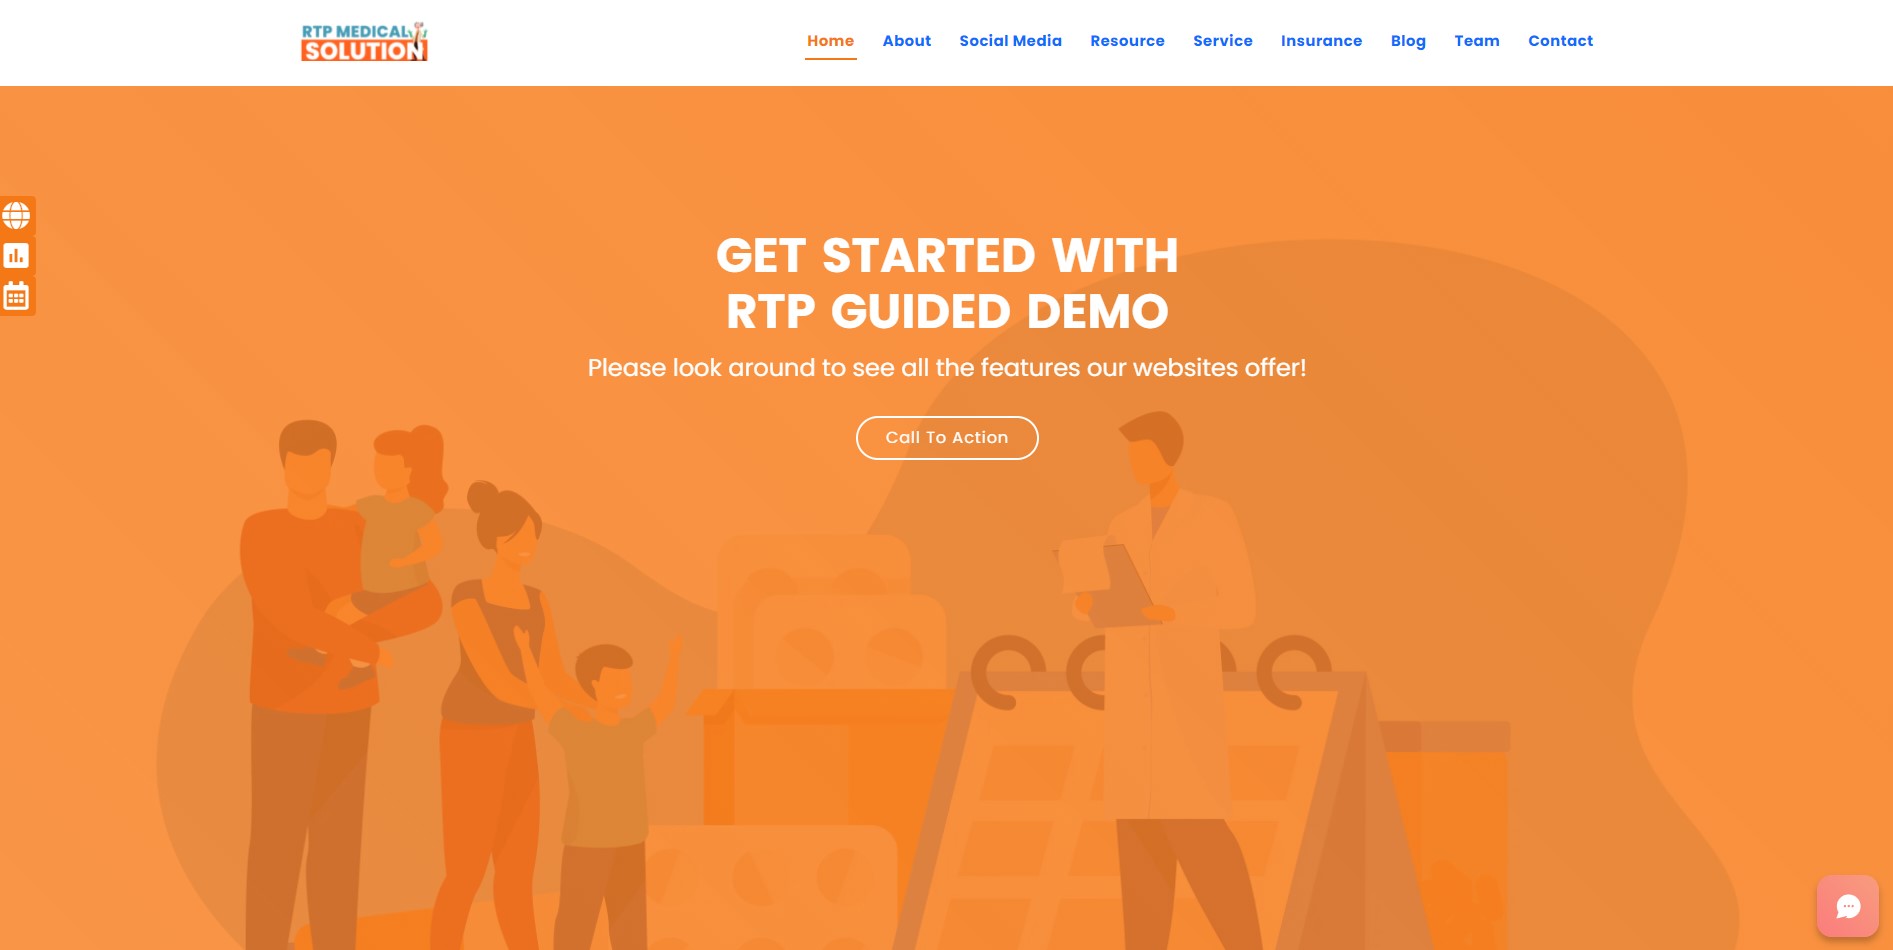 RTP MEDICAL
SOLUTION
Home About Social Media Resource Service Insurance Blog Team Contact
GET STARTED WITH
RTP GUIDED DEMO
Please look around to see all the features our websites offer!
Call To Action